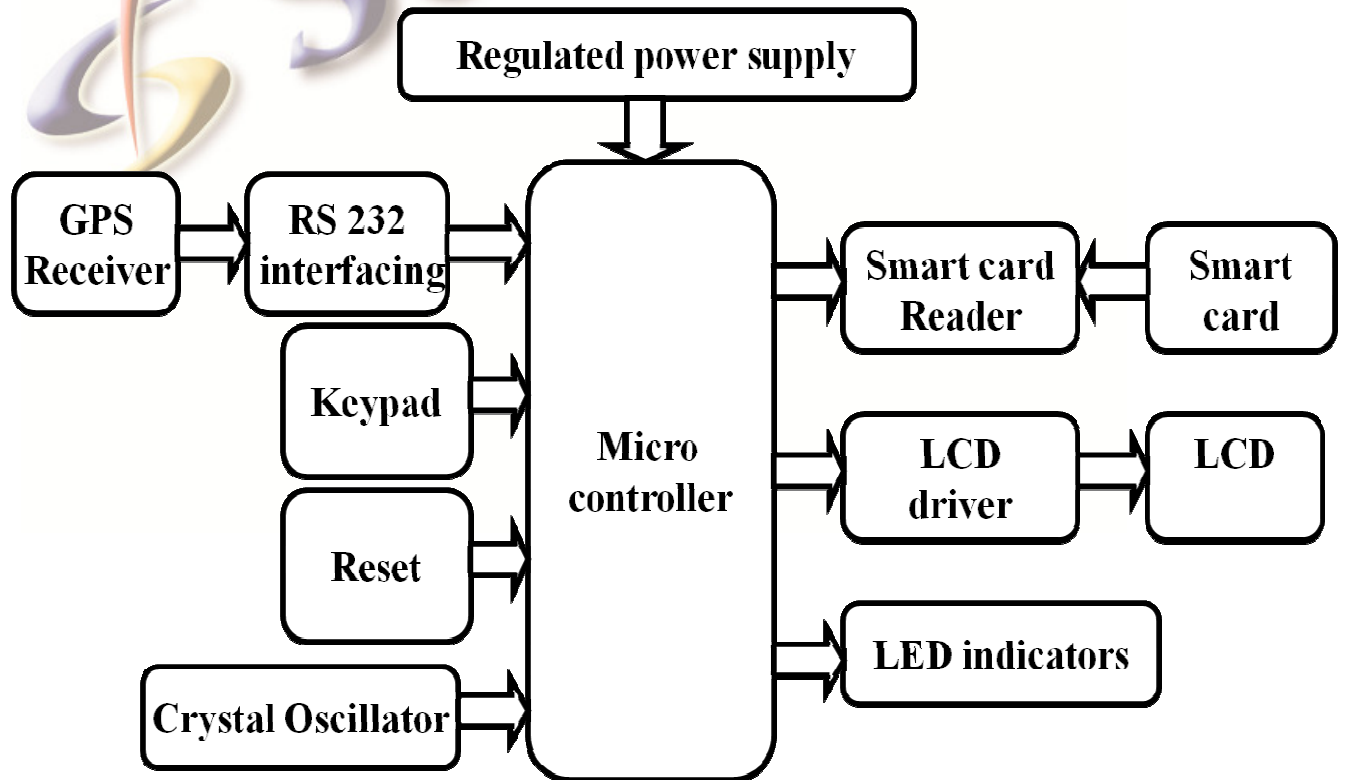 Regulated power supply
GPS
Receiver
RS 232
interfacing
Keypad
Reset
Crystal Oscillator
Micro
controller
Smart card
Reader
Smart
card
LCD
driver
LCD
LED indicators